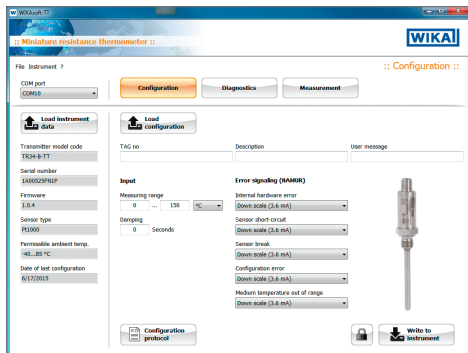 WIKAsoft-TT
:: Miniature resistance thermometer ::
WIKA
File Instrument ?
:: Configuration ::
COM port
COM10
Configuration
Diagnostics
Measurement
Load instrument
data
Load
configuration
Transmitter model code
TR34-B-TT
TAG no
Description
User message
Serial number
1A00525FN1P
Input
Error signaling (NAMUR)
Firmware
1.0.4
Measuring range
0 ... 150 °C
Internal hardware error
Down scale (3.6 mA)
Sensor type
Pt1000
Damping
0 Seconds
Sensor short-circuit
Down scale (3.6 mA)
Permissible ambient temp.
-40...85 °C
Sensor break
Down scale (3.6 mA)
Date of last configuration
6/17/2015
Configuration error
Down scale (3.6 mA)
Medium temperature out of range
Down scale (3.6 mA)
Configuration
protocol
Write to
instrument